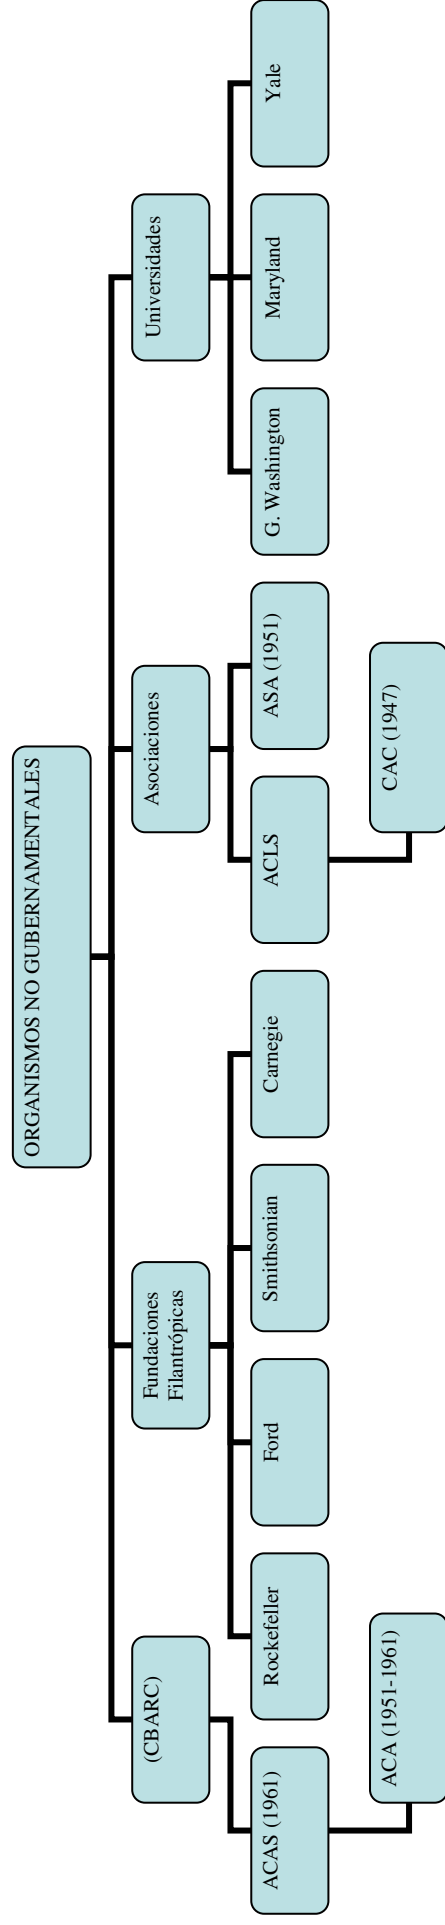 ORGANISMOS NO GUBERNAMENTALES
(CBARC)
Fundaciones
Filantrópicas
Asociaciones
Universidades
ACAS (1961)
Rockefeller
Ford
Smithsonian
Carnegie
ACLS
ASA (1951)
G. Washington
Maryland
Yale
ACA (1951-1961)
CAC (1947)